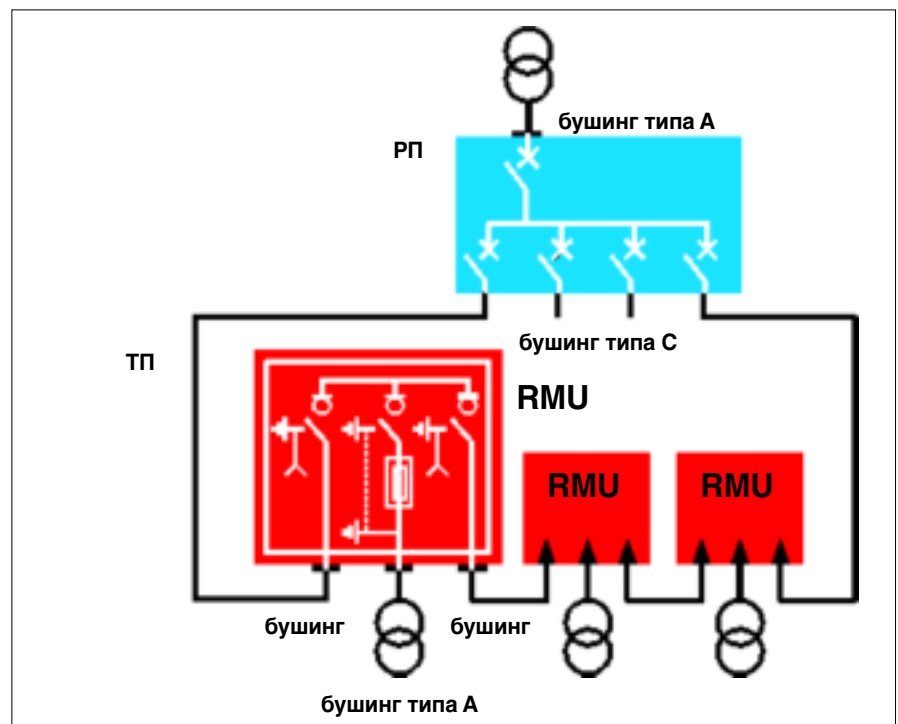 бушинг типа А
РП
бушинг типа С
ТП
RMU
RMU
RMU
бушинг
бушинг
бушинг типа А